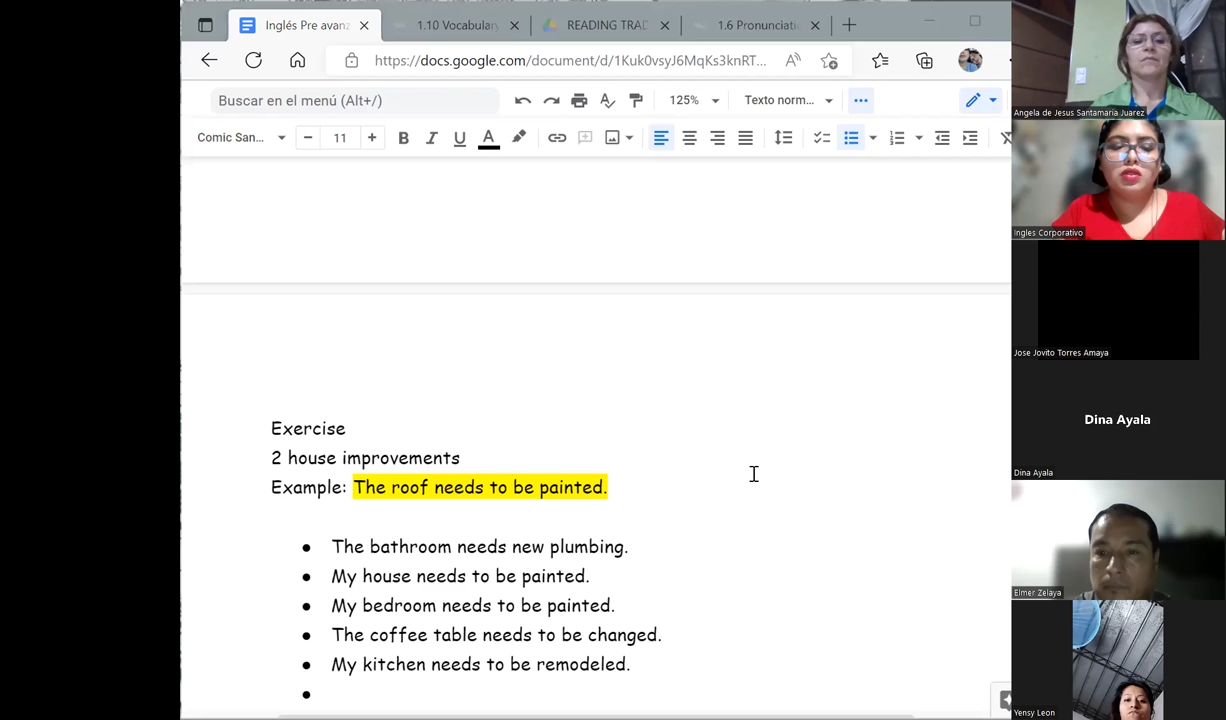 Inglés Pre avanz
1.10 Vocabulary
READING TRAD
1.6 Pronunciati
https://docs.google.com/document/d/1Kuk0vsyJ6MqKs3knRT...
Buscar en el menú (Alt+/)
125%
Texto norm...
Comic San...
11
Exercise
2 house improvements
Example: The roof needs to be painted.
● The bathroom needs new plumbing.
● My house needs to be painted.
● My bedroom needs to be painted.
● The coffee table needs to be changed.
● My kitchen needs to be remodeled.
●
Angela de Jesus Santamaria Juarez
Ingles Corporativo
Jose Jovito Torres Amaya
Dina Ayala
Dina Ayala
Elmer Zelaya
Yensy Leon